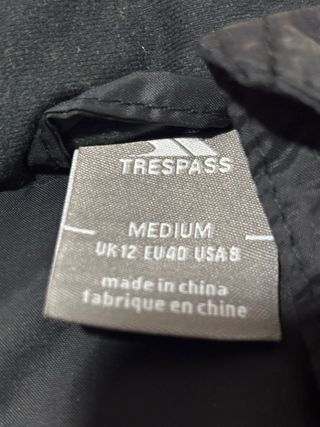 TRESPASS
MEDIUM
UK12 EU40 USA8
made in china
fabrique en chine